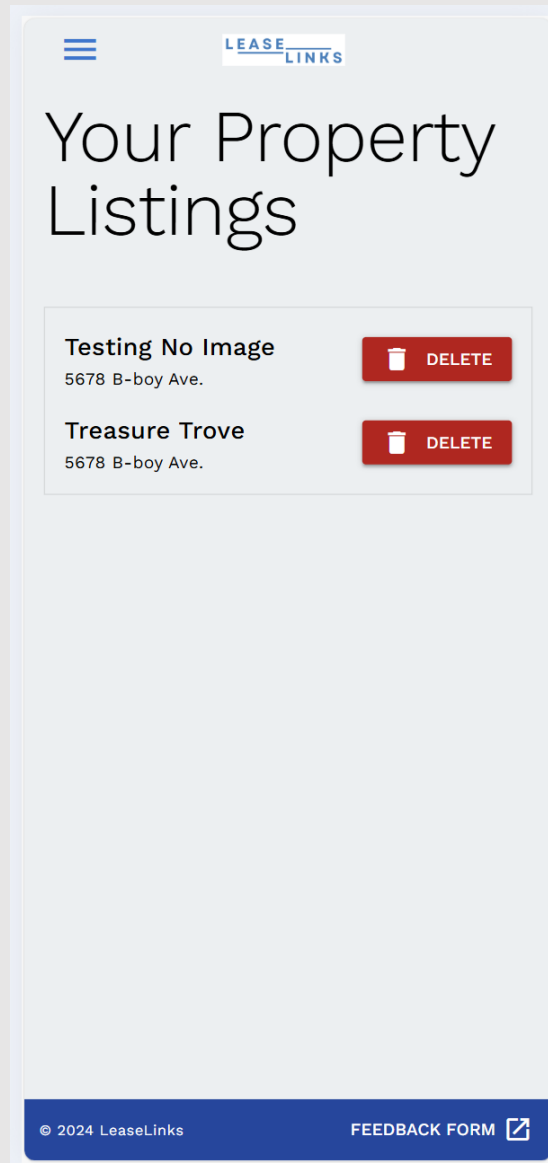 LEASE
LINKS
Your Property
Listings
Testing No Image
5678 B-boy Ave.
DELETE
Treasure Trove
5678 B-boy Ave.
DELETE
© 2024 LeaseLinks
FEEDBACK FORM